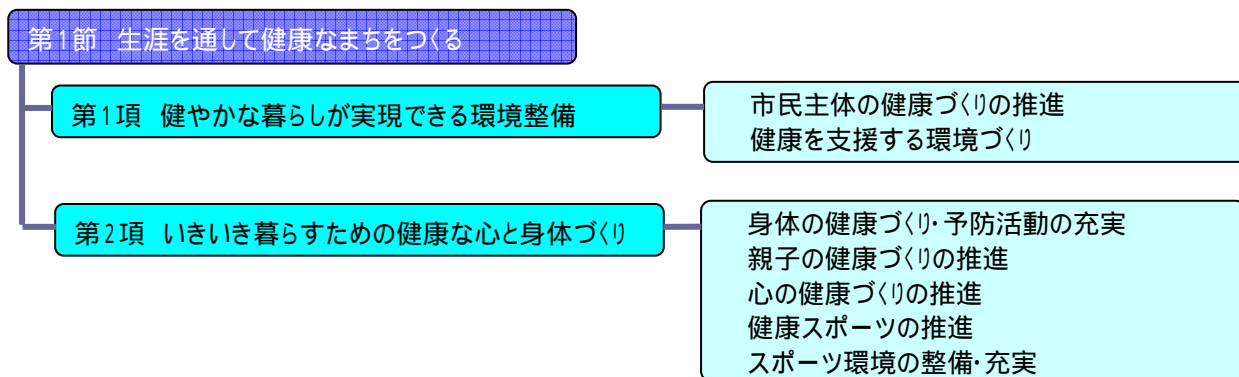 第1節 生涯を通して健康なまちをつくる
第1項 健やかな暮らしが実現できる環境整備
市民主体の健康づくりの推進
健康を支援する環境づくり
第2項 いきいき暮らすための健康な心と身体づくり
身体の健康づくり・予防活動の充実
親子の健康づくりの推進
心の健康づくりの推進
健康スポーツの推進
スポーツ環境の整備・充実